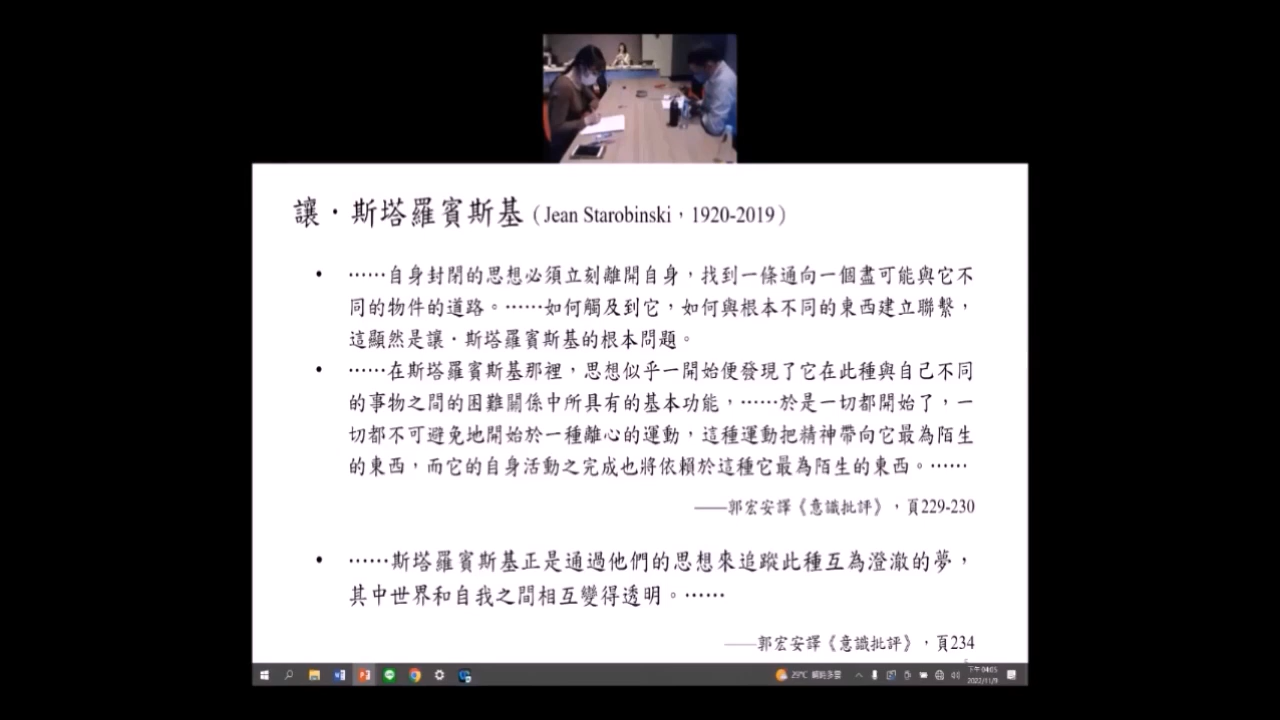 讓·斯塔羅賓斯基（Jean Starobinski，1920-2019）
• ……自身封閉的思想必須立刻離開自身，找到一條通向一個盡可能與它不
同的物件的道路。……如何觸及到它，如何與根本不同的東西建立聯繫，
這顯然是讓·斯塔羅賓斯基的根本問題。
• ……在斯塔羅賓斯基那裡，思想似乎一開始便發現了它在此種與自己不同
的事物之間的困難關係中所具有的基本功能，……於是一切都開始了，一
切都不可避免地開始於一種離心的運動，這種運動把精神帶向它最為陌生
的東西，而它的自身活動之完成也將依賴於這種它最為陌生的東西。……
——郭宏安譯《意識批評》，頁229-230
• ……斯塔羅賓斯基正是通過他們的思想來追蹤此種互為澄澈的夢，
其中世界和自我之間相互變得透明。……
——郭宏安譯《意識批評》，頁234
29°C
下午 04:05
2022/11/9